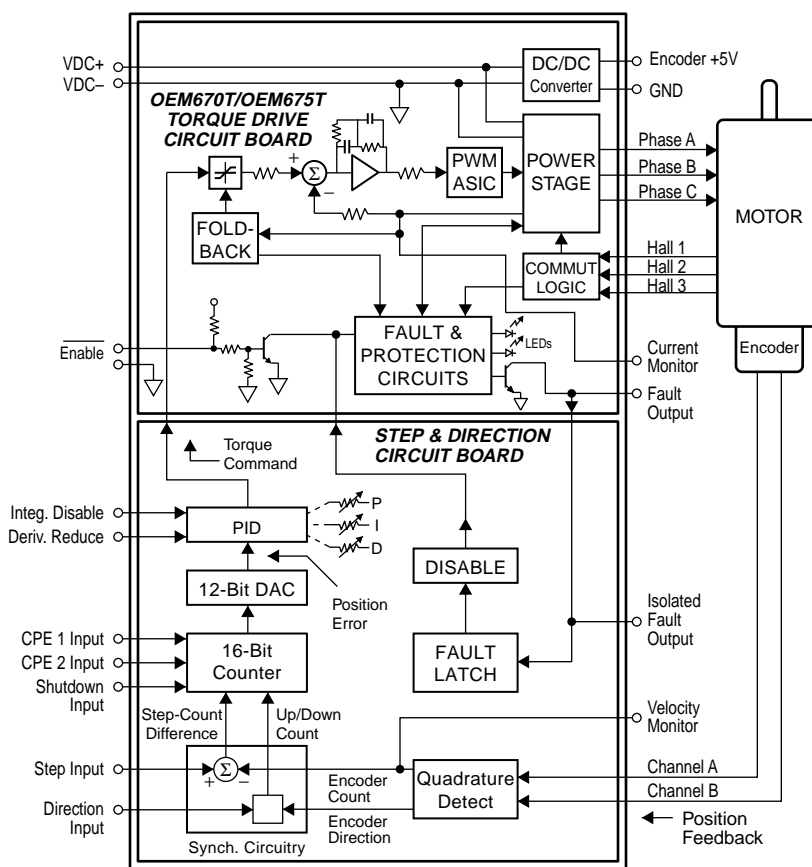 VDC+
VDC–
OEM670T/OEM675T
TORQUE DRIVE
CIRCUIT BOARD
DC/DC
Converter
Encoder +5V
GND
+
Σ
–
PWM
ASIC
POWER
STAGE
Phase A
Phase B
Phase C
MOTOR
FOLD-
BACK
COMMUT
LOGIC
Hall 1
Hall 2
Hall 3
Enable
FAULT &
PROTECTION
CIRCUITS
LEDs
Encoder
Current
Monitor
Fault
Output
STEP & DIRECTION
CIRCUIT BOARD
Torque
Command
Integ. Disable
Deriv. Reduce
PID
P
I
D
12-Bit DAC
Position
Error
DISABLE
CPE 1 Input
CPE 2 Input
Shutdown
Input
16-Bit
Counter
FAULT
LATCH
Isolated
Fault
Output
Step-Count
Difference
Up/Down
Count
Velocity
Monitor
Step Input
+
Σ
–
Encoder
Count
Quadrature
Detect
Channel A
Channel B
Direction
Input
Encoder
Direction
Synch. Circuitry
Position
Feedback